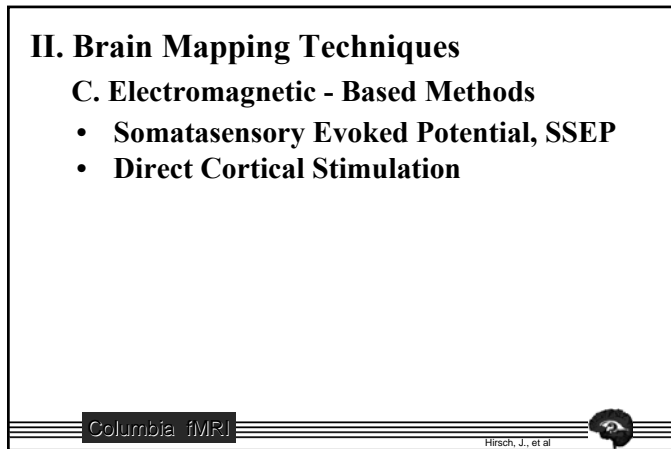 II. Brain Mapping Techniques
C. Electromagnetic - Based Methods
• Somatasensory Evoked Potential, SSEP
• Direct Cortical Stimulation
Columbia fMRI
Hirsch, J., et al